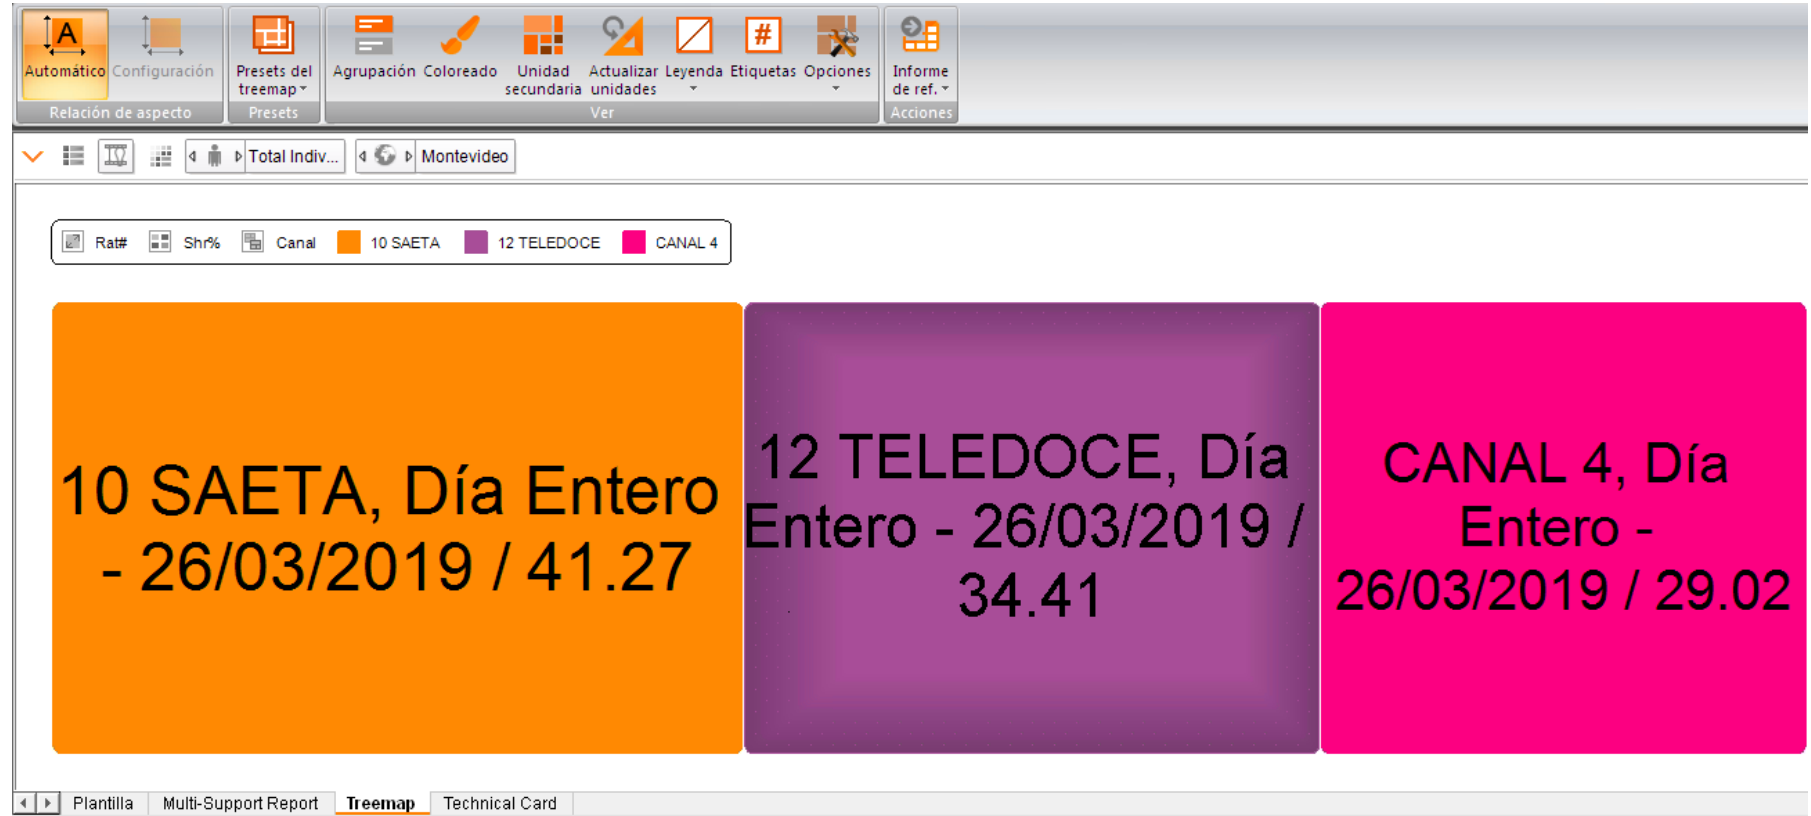 A
#
Automático Configuración Presets del treemap Agrupación Coloreado Unidad secundaria Actualizar unidades Leyenda Etiquetas Opciones Informe de ref.
Relación de aspecto Presets Ver Acciones
Total Indiv... Montevideo
Rat# Shr% Canal 10 SAETA 12 TELEDOCE CANAL 4
10 SAETA, Día Entero
- 26/03/2019 / 41.27
12 TELEDOCE, Día
Entero - 26/03/2019 /
34.41
CANAL 4, Día
Entero -
26/03/2019 / 29.02
Plantilla Multi-Support Report Treemap Technical Card